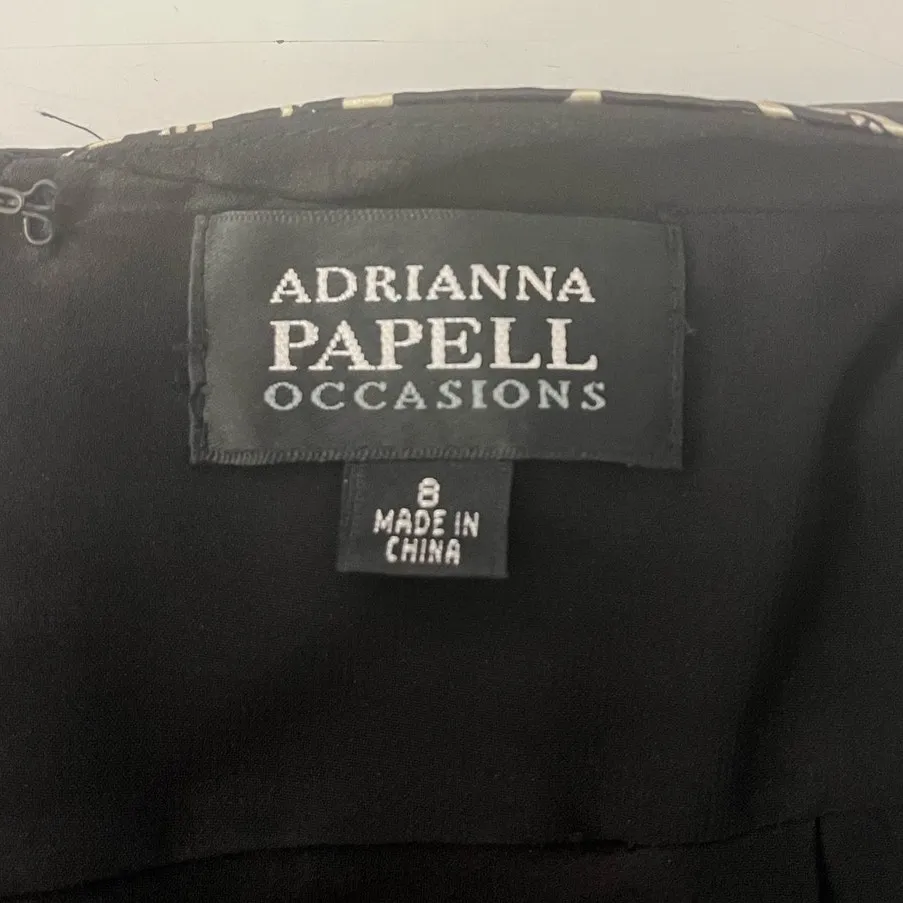 ADRIANNA
PAPELL
OCCASIONS
8
MADE IN
CHINA